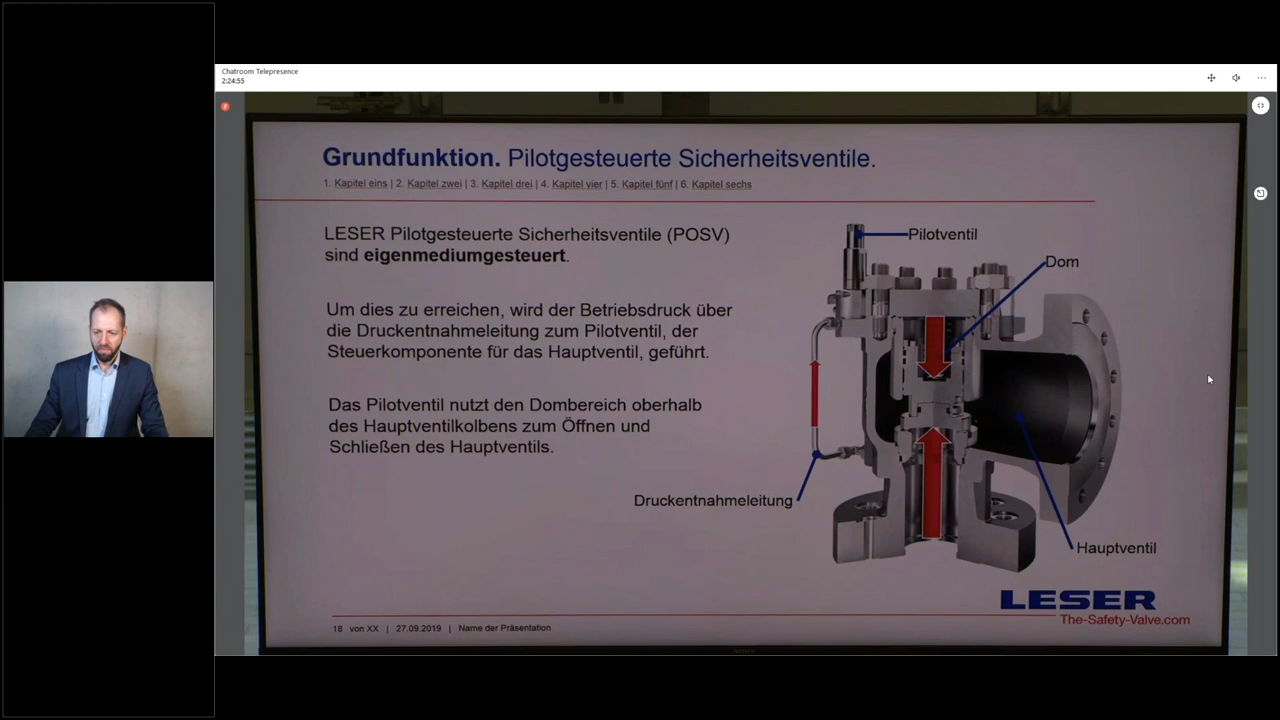 Chatroom Telepresence
2:24:55
Grundfunktion. Pilotgesteuerte Sicherheitsventile.
1. Kapitel eins | 2. Kapitel zwei | 3. Kapitel drei | 4. Kapitel vier | 5. Kapitel fünf | 6. Kapitel sechs
LESER Pilotgesteuerte Sicherheitsventile (POSV)
sind eigenmediumgesteuert.
Um dies zu erreichen, wird der Betriebsdruck über
die Druckentnahmeleitung zum Pilotventil, der
Steuerkomponente für das Hauptventil, geführt.
Das Pilotventil nutzt den Dombereich oberhalb
des Hauptventilkolbens zum Öffnen und
Schließen des Hauptventils.
Pilotventil
Dom
Druckentnahmeleitung
Hauptventil
LESER
The-Safety-Valve.com
18 von XX | 27.09.2019 | Name der Präsentation
SONY